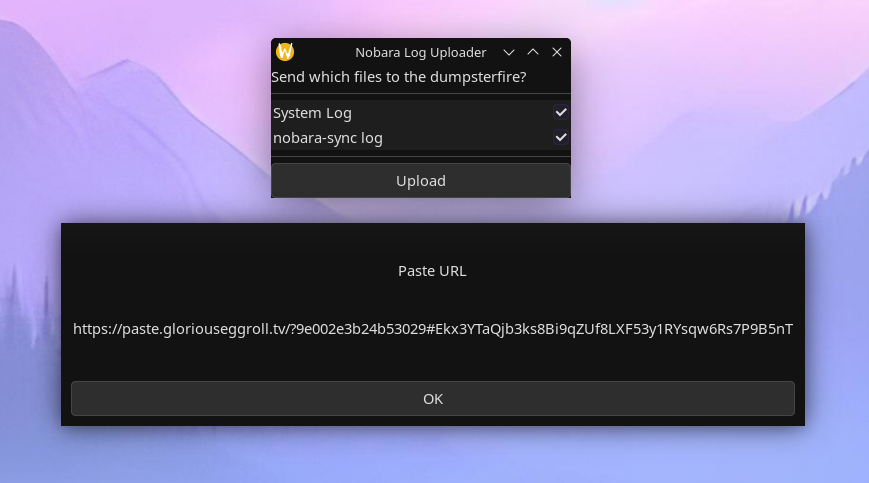 Nobara Log Uploader
Send which files to the dumpsterfire?
System Log
nobara-sync log
Upload
Paste URL
https://paste.gloriouseggroll.tv/?9e002e3b24b53029#Ekx3YTaQjb3ks8Bi9qZUf8LXF53y1RYsqw6Rs7P9B5nT
OK